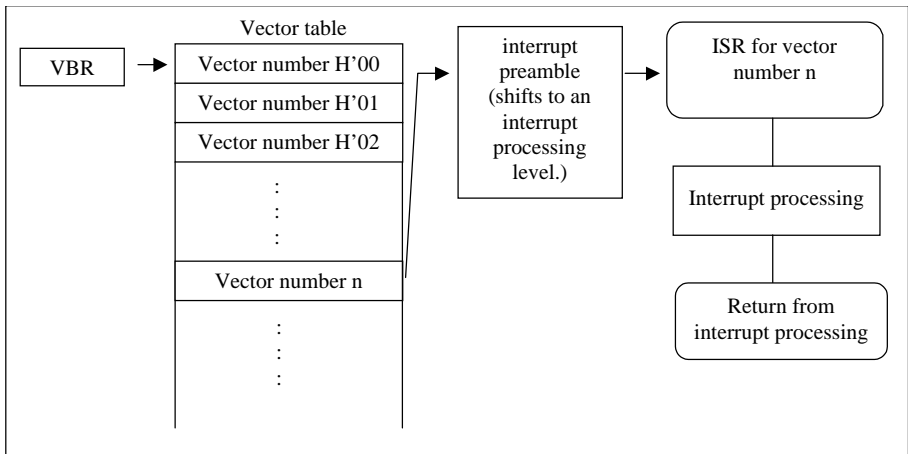 Vector table
VBR
Vector number H'00
Vector number H'01
Vector number H'02
:
:
:
Vector number n
:
:
:
interrupt
preamble
(shifts to an
interrupt
processing
level.)
ISR for vector
number n
Interrupt processing
Return from
interrupt processing